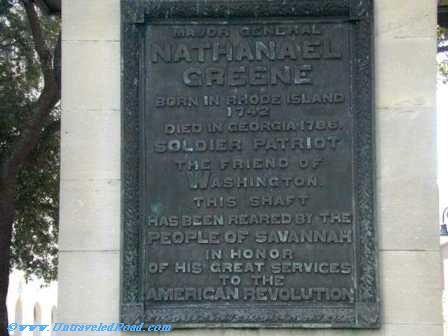 MAJOR GENERAL
NATHANAEL
GREENE
BORN IN RHODE ISLAND
1742
DIED IN GEORGIA 1786.
SOLDIER PATRIOT
THE FRIEND OF
WASHINGTON.
THIS SHAFT
HAS BEEN REARED BY THE
PEOPLE OF SAVANNAH
IN HONOR
OF HIS GREAT SERVICES
TO THE
AMERICAN REVOLUTION
©www.UntraveledRoad.com